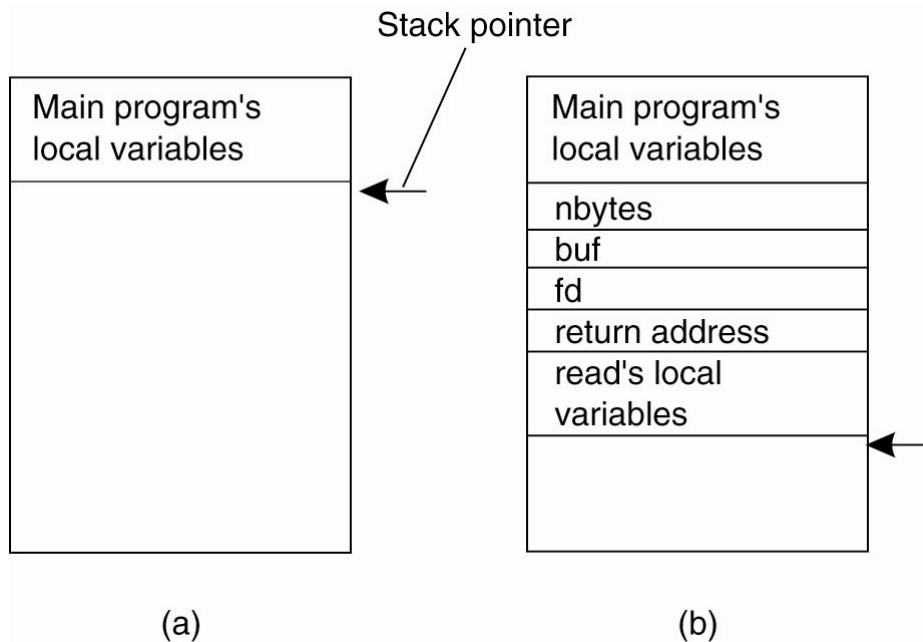 Stack pointer
Main program's
local variables
Main program's
local variables
nbytes
buf
fd
return address
read's local
variables
(a)
(b)